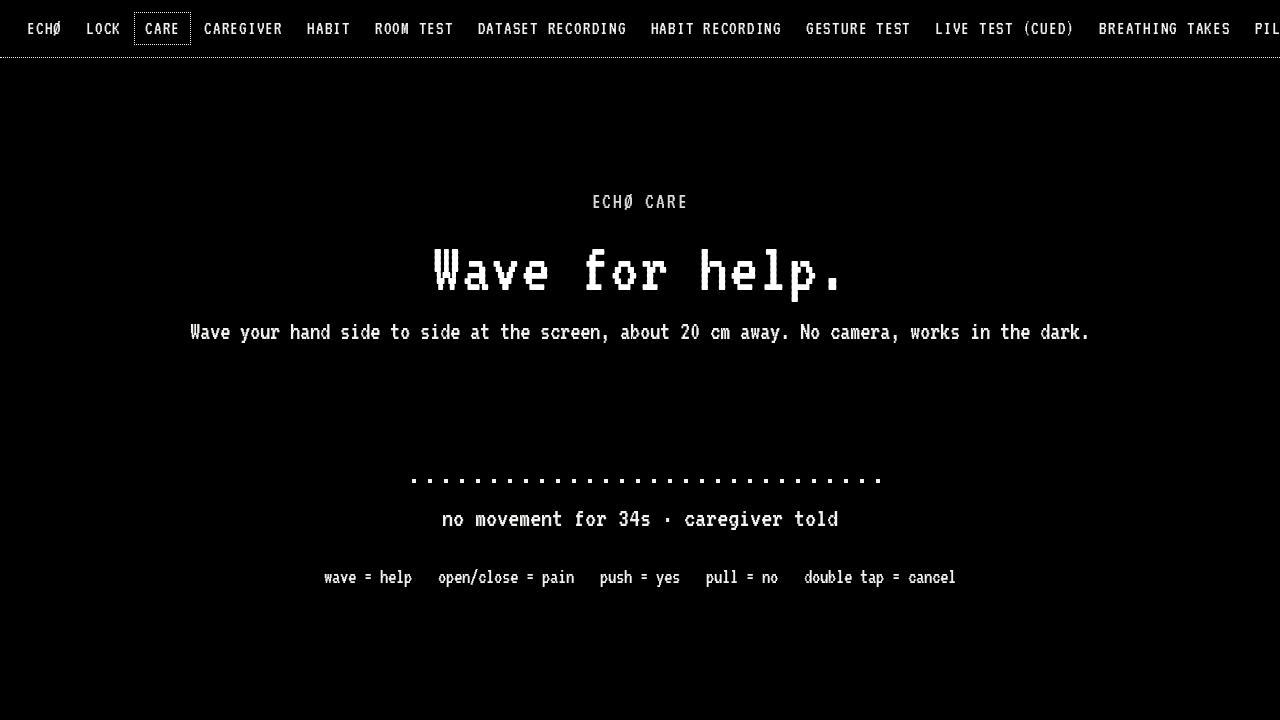 ECHØ LOCK CARE CAREGIVER HABIT ROOM TEST DATASET RECORDING HABIT RECORDING GESTURE TEST LIVE TEST (CUED) BREATHING TAKES PIL
ECHØ CARE
Wave for help.
Wave your hand side to side at the screen, about 20 cm away. No camera, works in the dark.
no movement for 34s · caregiver told
wave = help open/close = pain push = yes pull = no double tap = cancel